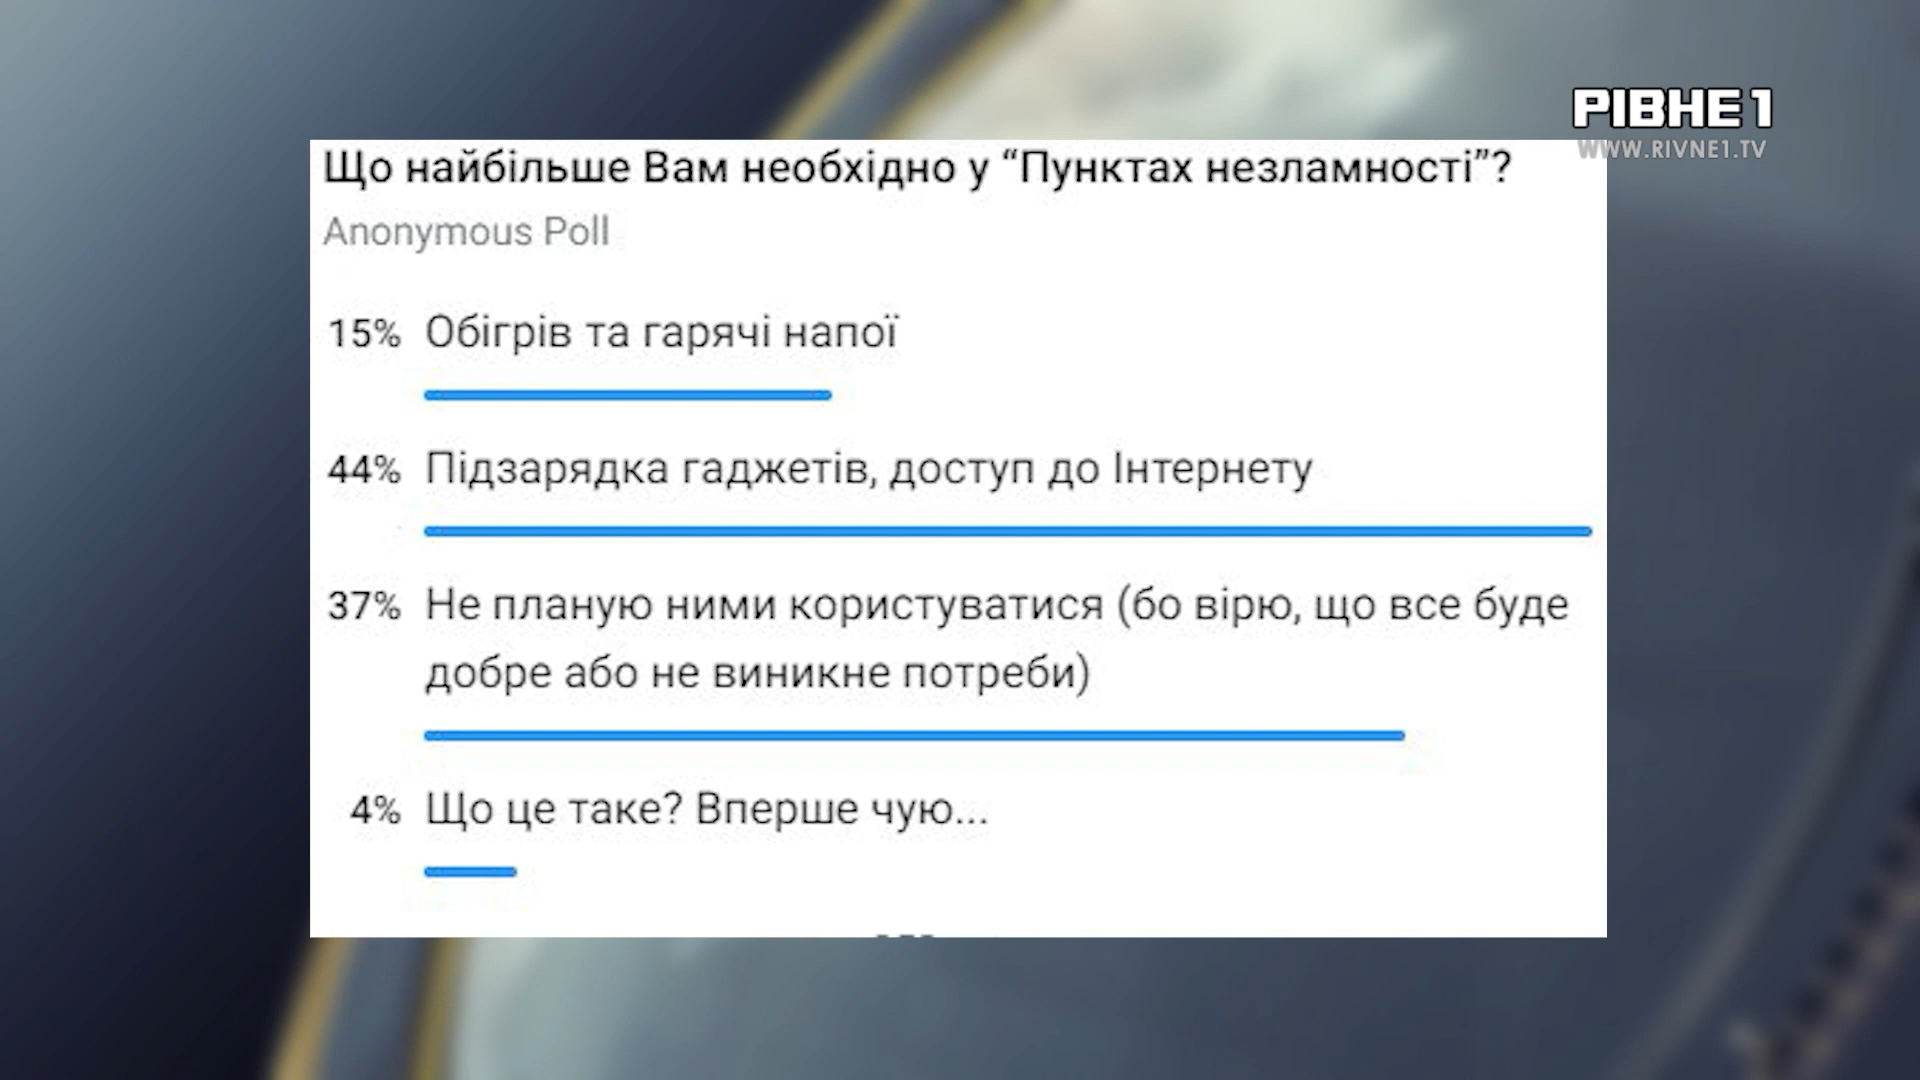 РІВНЕ 1
WWW.RIVNE1.TV
Що найбільше Вам необхідно у “Пунктах незламності”?
Anonymous Poll
15% Обігрів та гарячі напої
44% Підзарядка гаджетів, доступ до Інтернету
37% Не планую ними користуватися (бо вірю, що все буде
добре або не виникне потреби)
4% Що це таке? Вперше чую...